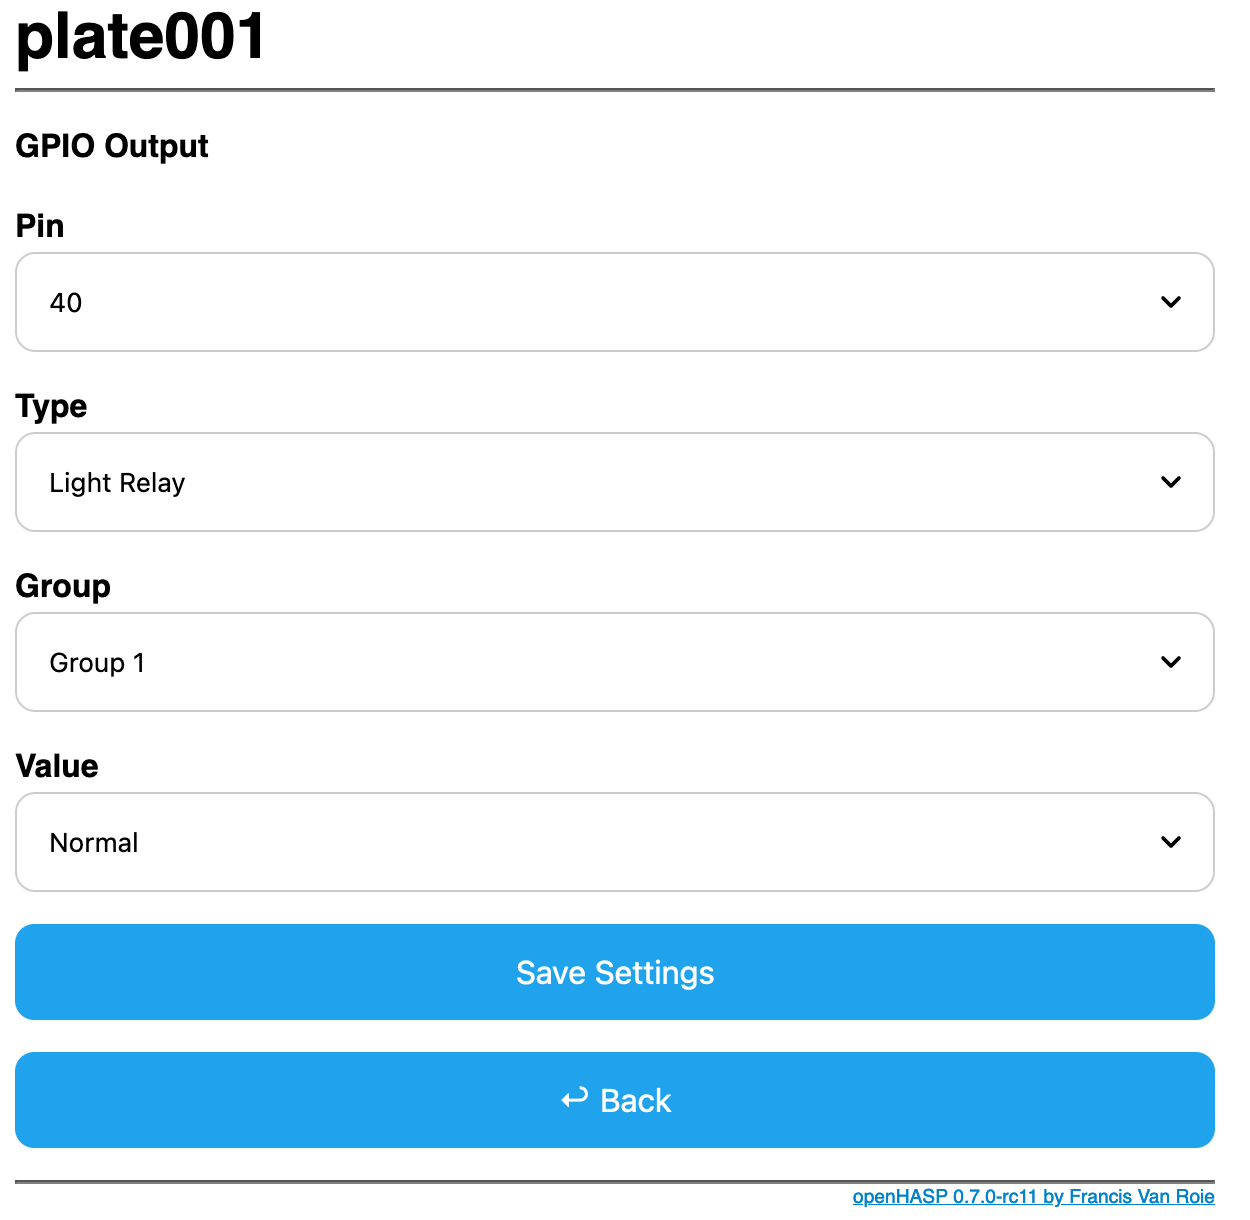 plate001
GPIO Output
Pin
40
Type
Light Relay
Group
Group 1
Value
Normal
Save Settings
↩ Back
openHASP 0.7.0-rc11 by Francis Van Roie